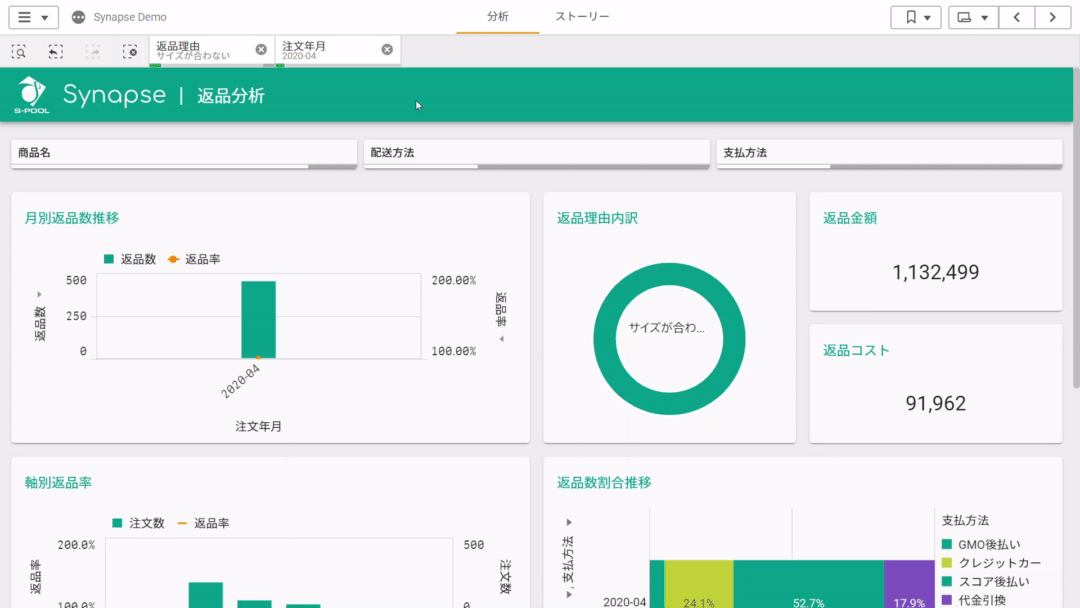 Synapse Demo
分析
ストーリー
返品理由
サイズが合わない
注文年月
2020-04
S-POOL
Synapse | 返品分析
商品名
配送方法
支払方法
月別返品数推移
返品数
返品率
500
250
0
返品数
200.00%
100.00%
返品率
2020-04
注文年月
返品理由内訳
サイズが合わ...
返品金額
1,132,499
返品コスト
91,962
軸別返品率
注文数
返品率
200.0%
100.0%
返品率
500
0
注文数
返品数割合推移
支払方法
2020-04
24.1%
52.7%
17.9%
支払方法
GMO後払い
クレジットカー
スコア後払い
代金引換